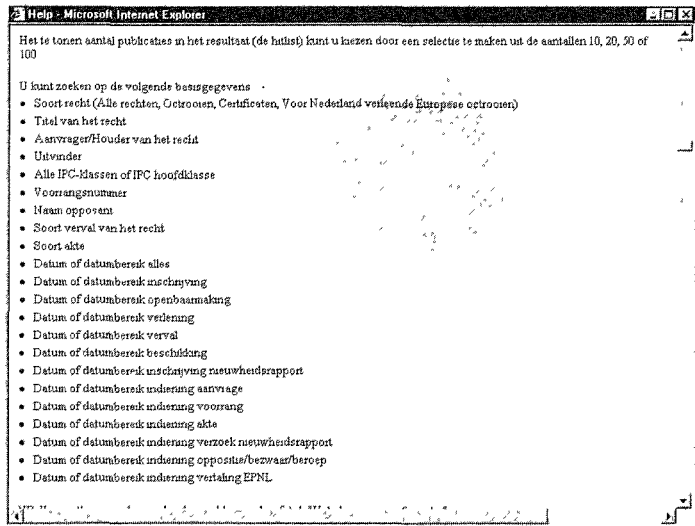 Help - Microsoft Internet Explorer
Het te tonen aantal publicaties in het resultaat (de hitlist) kunt u kiezen door een selectie te maken uit de aantallen 10, 20, 50 of
100
U kunt zoeken op de volgende basisgegevens
• Soort recht (Alle rechten, Octrooien, Certificaten, Voor Nederland verleende Europese octrooien)
• Titel van het recht
• Aanvrager/Houder van het recht
• Uitvinder
• Alle IPC-klassen of IPC hoofdklasse
• Voorrangsnummer
• Naam opposant
• Soort verval van het recht
• Soort akte
• Datum of datumbereik alles
• Datum of datumbereik inschrijving
• Datum of datumbereik openbaarmaking
• Datum of datumbereik verlening
• Datum of datumbereik verval
• Datum of datumbereik beschikking
• Datum of datumbereik inschrijving nieuwheidsrapport
• Datum of datumbereik indiening aanvrage
• Datum of datumbereik indiening voorrang
• Datum of datumbereik indiening akte
• Datum of datumbereik indiening verzoek nieuwheidsrapport
• Datum of datumbereik indiening oppositie/bezwaar/beroep
• Datum of datumbereik indiening vertaling EPNL